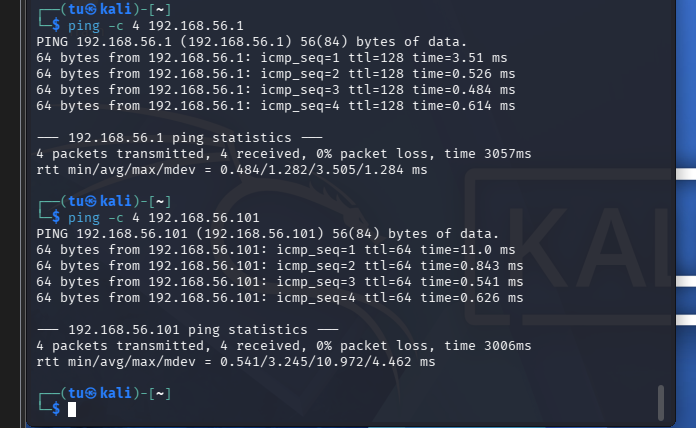 ┌──(tu㉿kali)-[~]
└─$ ping -c 4 192.168.56.1
PING 192.168.56.1 (192.168.56.1) 56(84) bytes of data.
64 bytes from 192.168.56.1: icmp_seq=1 ttl=128 time=3.51 ms
64 bytes from 192.168.56.1: icmp_seq=2 ttl=128 time=0.526 ms
64 bytes from 192.168.56.1: icmp_seq=3 ttl=128 time=0.484 ms
64 bytes from 192.168.56.1: icmp_seq=4 ttl=128 time=0.614 ms
--- 192.168.56.1 ping statistics ---
4 packets transmitted, 4 received, 0% packet loss, time 3057ms
rtt min/avg/max/mdev = 0.484/1.282/3.505/1.284 ms
┌──(tu㉿kali)-[~]
└─$ ping -c 4 192.168.56.101
PING 192.168.56.101 (192.168.56.101) 56(84) bytes of data.
64 bytes from 192.168.56.101: icmp_seq=1 ttl=64 time=11.0 ms
64 bytes from 192.168.56.101: icmp_seq=2 ttl=64 time=0.843 ms
64 bytes from 192.168.56.101: icmp_seq=3 ttl=64 time=0.541 ms
64 bytes from 192.168.56.101: icmp_seq=4 ttl=64 time=0.626 ms
--- 192.168.56.101 ping statistics ---
4 packets transmitted, 4 received, 0% packet loss, time 3006ms
rtt min/avg/max/mdev = 0.541/3.245/10.972/4.462 ms
┌──(tu㉿kali)-[~]
└─$
KAL